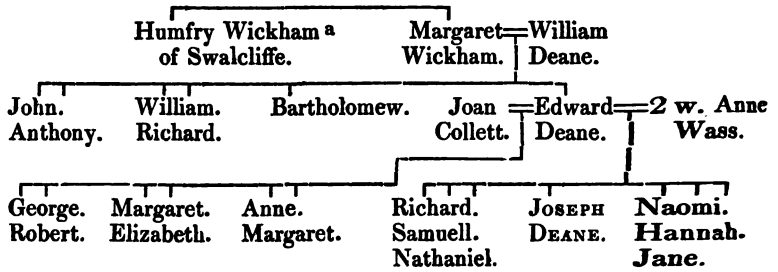 Humfry Wickham a Margaret William
of Swalcliffe. Wickham. Deane.
John. William. Bartholomew. Joan Edward 2 w. Anne
Anthony. Richard. Collett. Deane. Wass.
George. Margaret. Anne. Richard. JOSEPH Naomi.
Robert. Elizabeth. Margaret. Samuell. DEANE. Hannah.
Nathaniel. Jane.